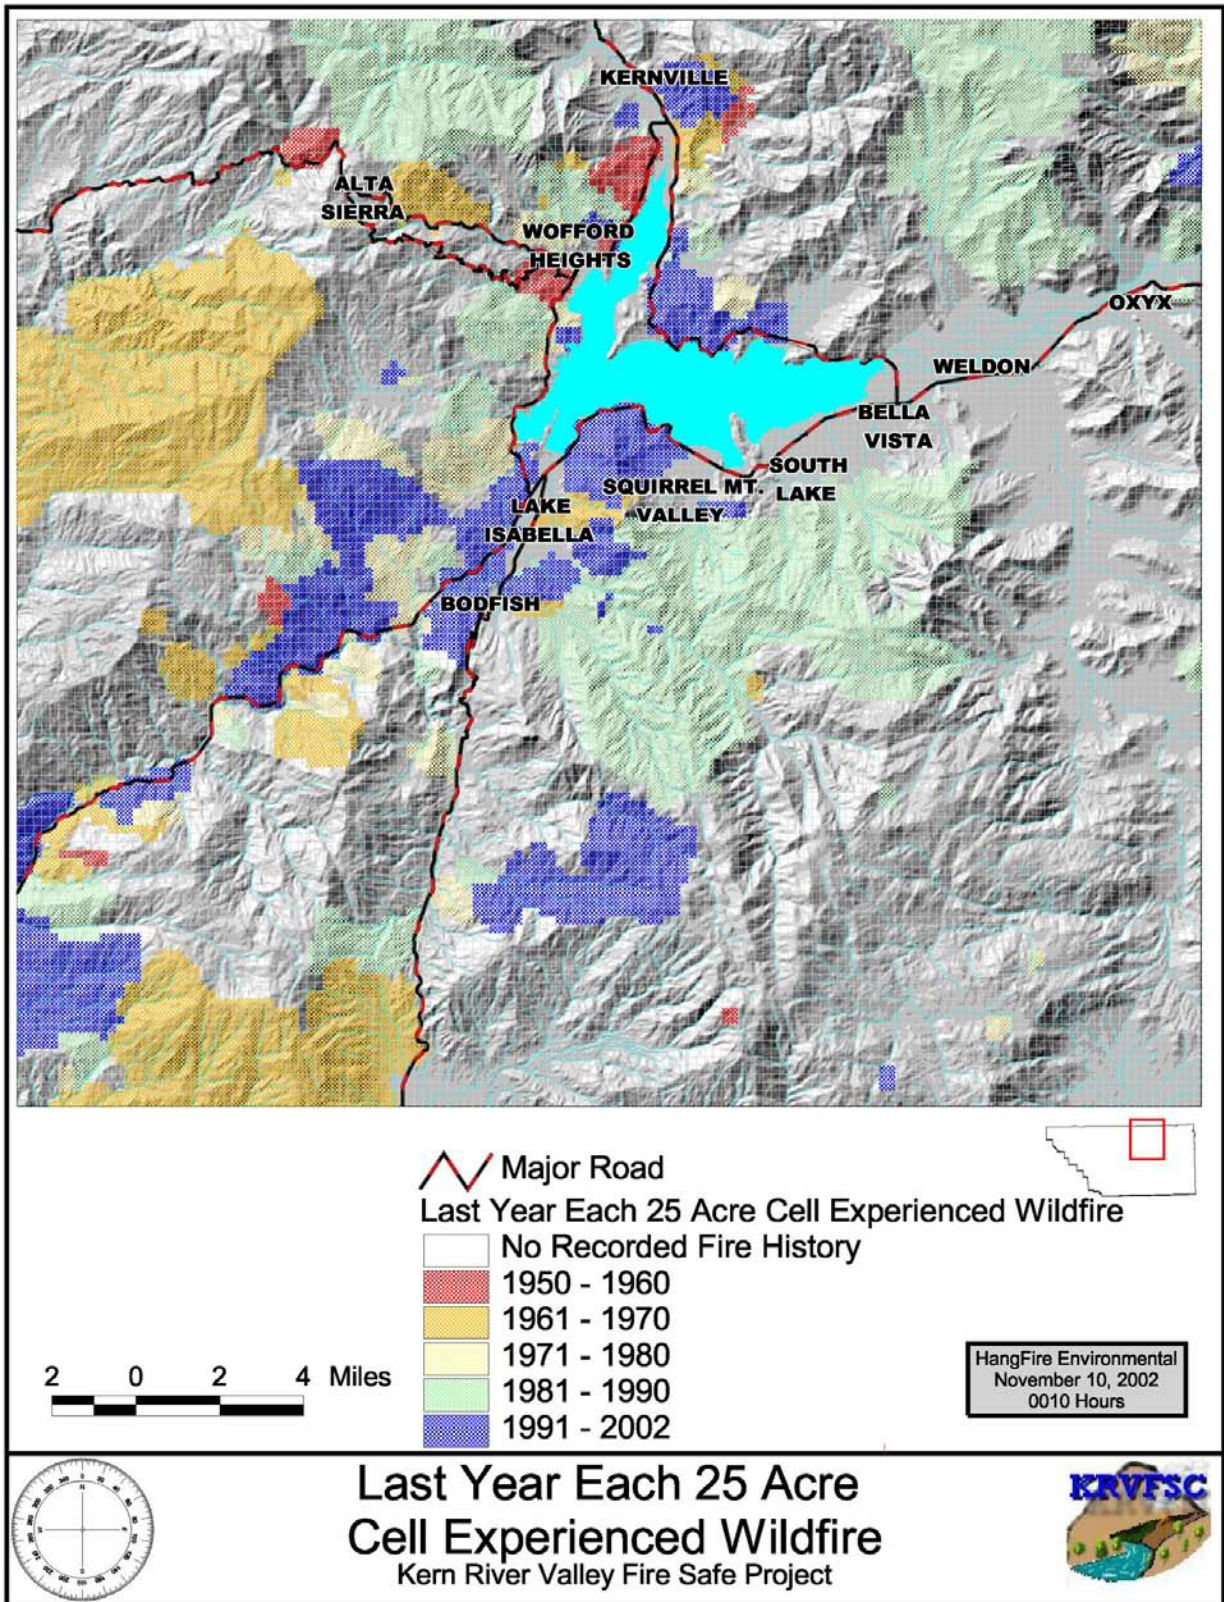 KERNVILLE
ALTA
SIERRA
WOFFORD
HEIGHTS
OXYX
WELDON
BELLA
VISTA
SOUTH
LAKE
SQUIRREL MT.
VALLEY
LAKE
ISABELLA
BODFISH
Major Road
Last Year Each 25 Acre Cell Experienced Wildfire
No Recorded Fire History
1950 - 1960
1961 - 1970
1971 - 1980
1981 - 1990
1991 - 2002
2 0 2 4 Miles
HangFire Environmental
November 10, 2002
0010 Hours
Last Year Each 25 Acre
Cell Experienced Wildfire
Kern River Valley Fire Safe Project
KRVFSC